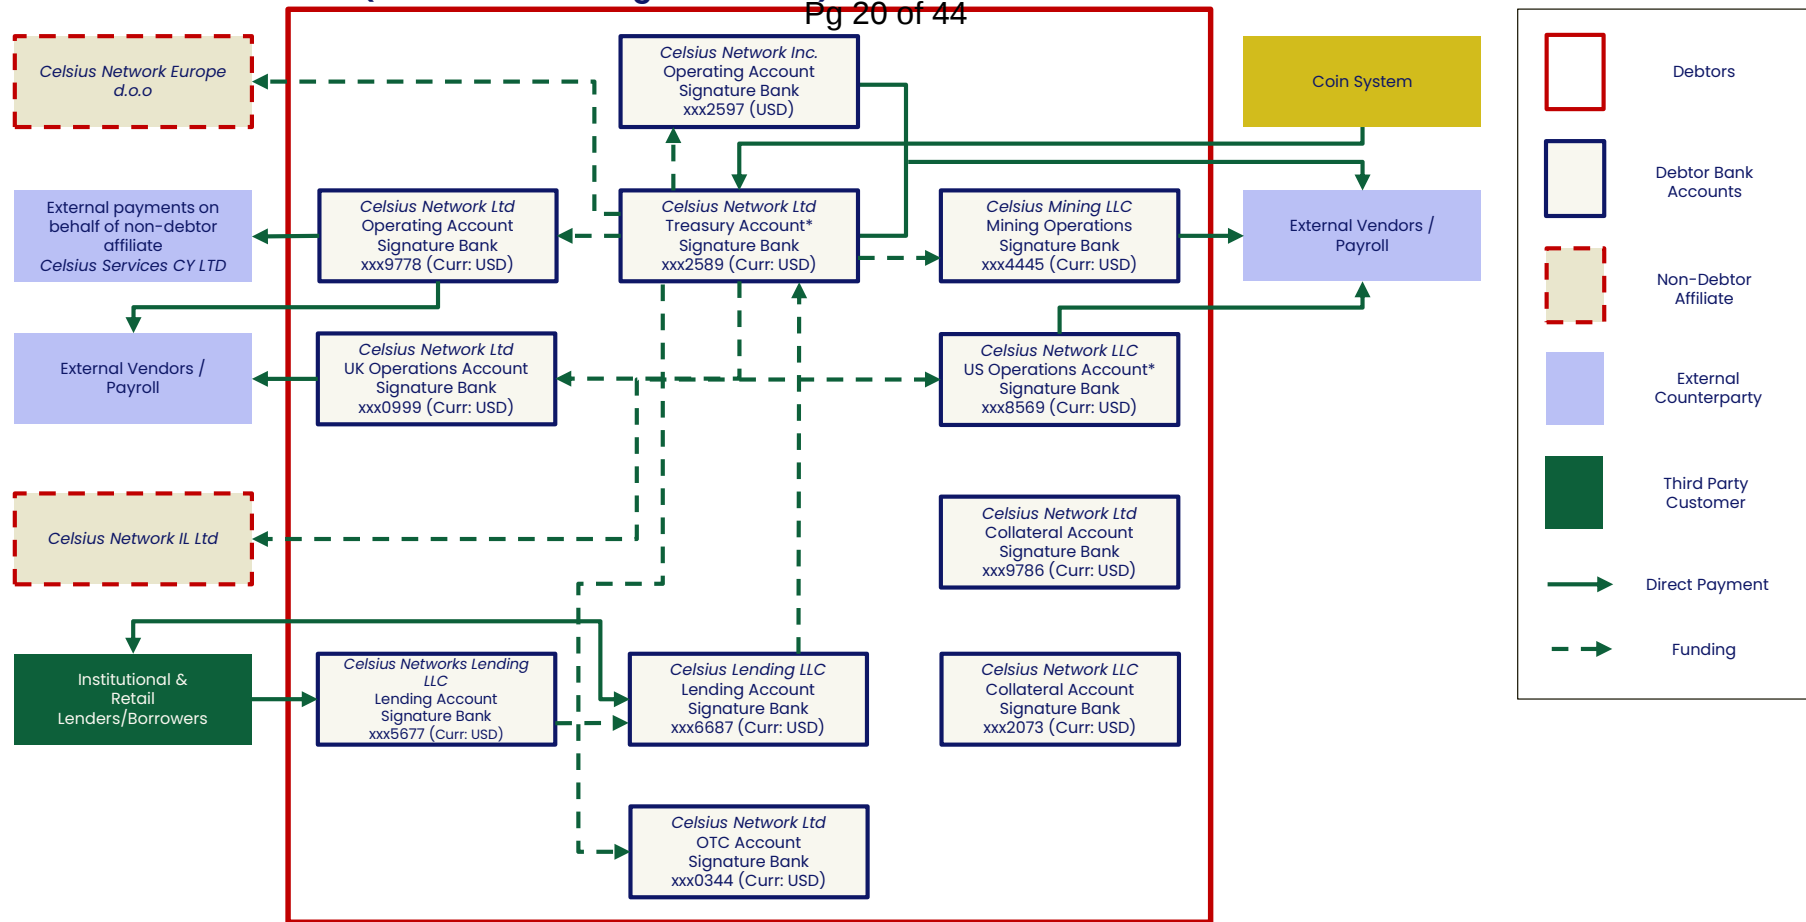 Pg 20 of 44
Celsius Network Europe
d.o.o
Celsius Network Inc.
Operating Account
Signature Bank
xxx2597 (USD)
Coin System
External payments on
behalf of non-debtor
affiliate
Celsius Services CY LTD
Celsius Network Ltd
Operating Account
Signature Bank
xxx9778 (Curr: USD)
Celsius Network Ltd
Treasury Account*
Signature Bank
xxx2589 (Curr: USD)
Celsius Mining LLC
Mining Operations
Signature Bank
xxx4445 (Curr: USD)
External Vendors /
Payroll
External Vendors /
Payroll
Celsius Network Ltd
UK Operations Account
Signature Bank
xxx0999 (Curr: USD)
Celsius Network LLC
US Operations Account*
Signature Bank
xxx8569 (Curr: USD)
Celsius Network IL Ltd
Celsius Network Ltd
Collateral Account
Signature Bank
xxx9786 (Curr: USD)
Institutional &
Retail
Lenders/Borrowers
Celsius Networks Lending
LLC
Lending Account
Signature Bank
xxx5677 (Curr: USD)
Celsius Lending LLC
Lending Account
Signature Bank
xxx6687 (Curr: USD)
Celsius Network LLC
Collateral Account
Signature Bank
xxx2073 (Curr: USD)
Celsius Network Ltd
OTC Account
Signature Bank
xxx0344 (Curr: USD)
Debtors
Debtor Bank
Accounts
Non-Debtor
Affiliate
External
Counterparty
Third Party
Customer
Direct Payment
Funding